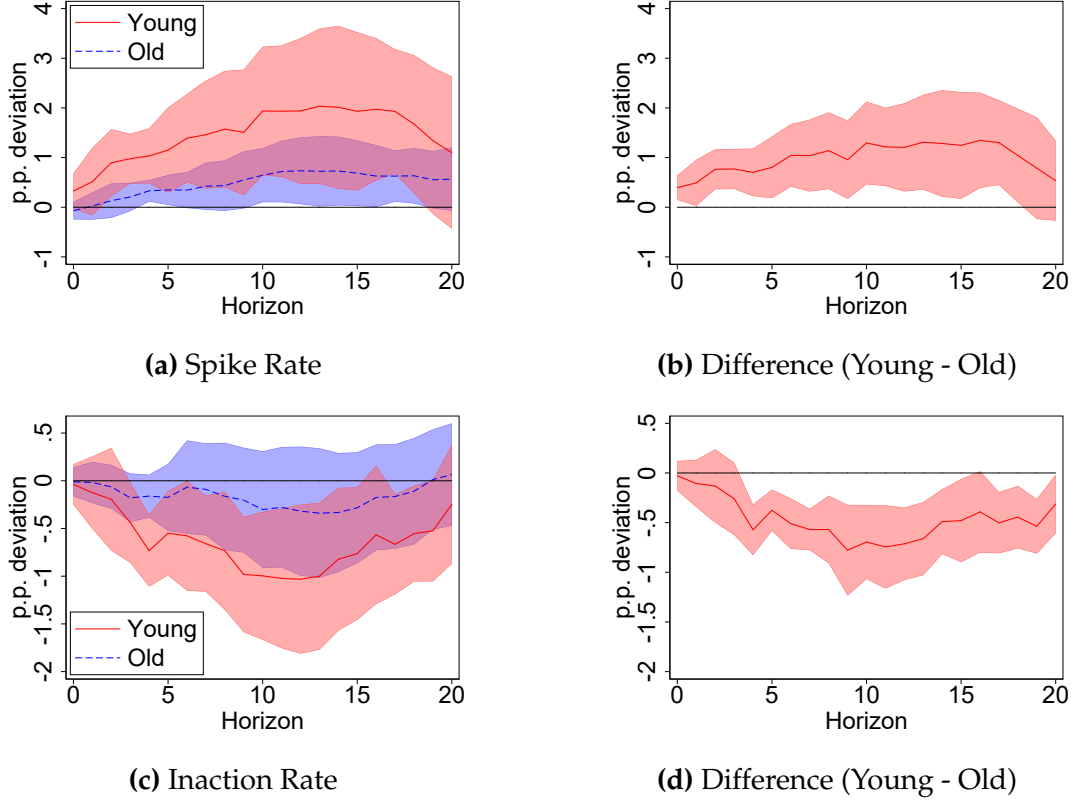 4
3
2
1
0
-1
p.p. deviation
Young
Old
0 5 10 15 20
Horizon
(a) Spike Rate
4
3
2
1
0
-1
p.p. deviation
0 5 10 15 20
Horizon
(b) Difference (Young - Old)
.5
0
-.5
-1
-1.5
-2
p.p. deviation
Young
Old
0 5 10 15 20
Horizon
(c) Inaction Rate
.5
0
-.5
-1
-1.5
-2
p.p. deviation
0 5 10 15 20
Horizon
(d) Difference (Young - Old)